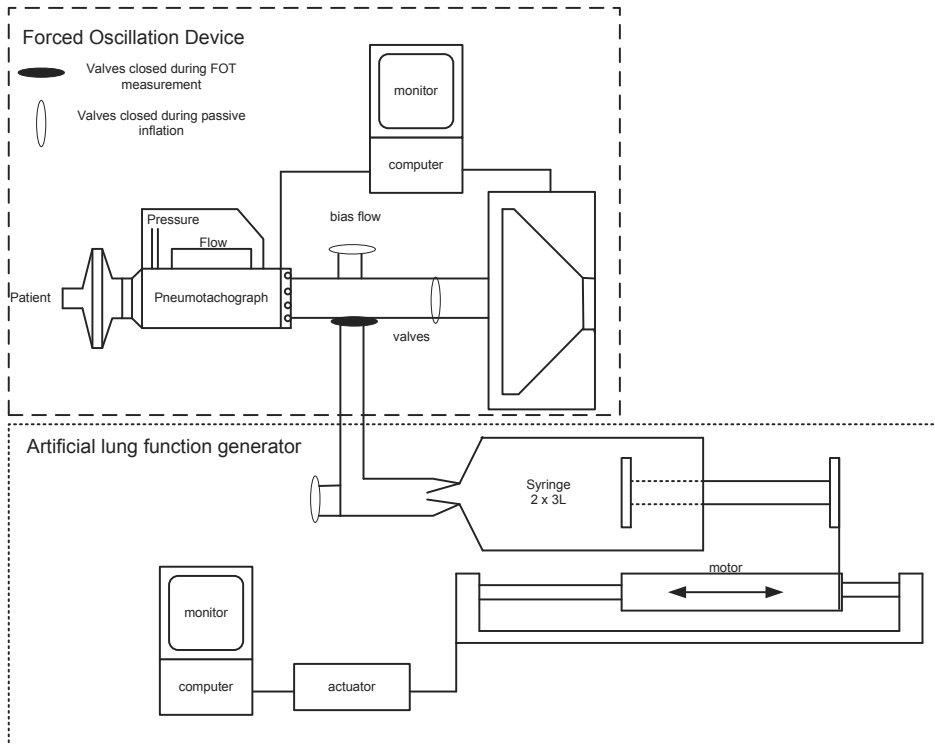 Forced Oscillation Device
Valves closed during FOT
measurement
Valves closed during passive
inflation
monitor
computer
bias flow
Pressure
Flow
Patient
Pneumotachograph
valves
Artificial lung function generator
Syringe
2 x 3L
motor
monitor
computer
actuator